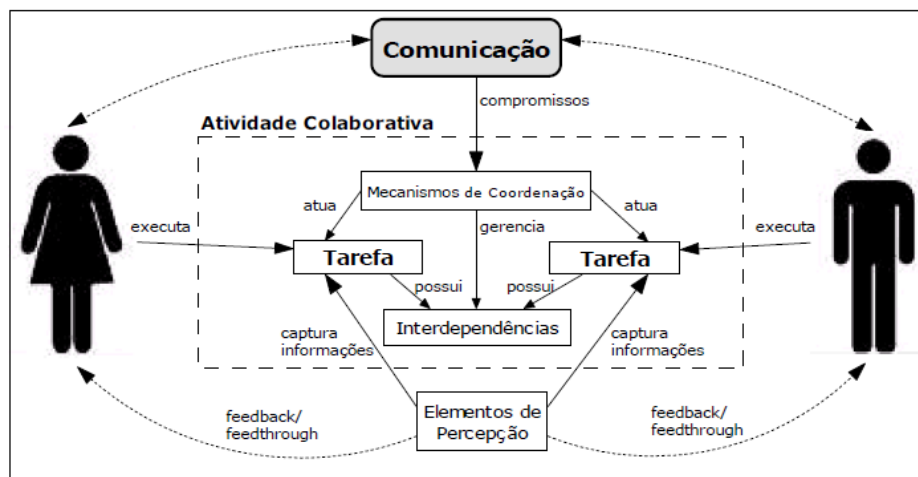 Comunicação
compromissos
Atividade Colaborativa
Mecanismos de Coordenação
atua
gerencia
atua
executa
executa
Tarefa
Tarefa
possui
possui
Interdependências
captura
informações
captura
informações
Elementos de
Percepção
feedback/
feedthrough
feedback/
feedthrough